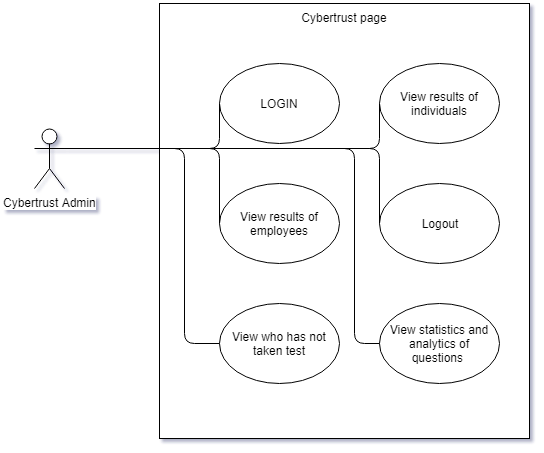 Cybertrust page
LOGIN
View results of
individuals
Cybertrust Admin
View results of
employees
Logout
View who has not
taken test
View statistics and
analytics of
questions